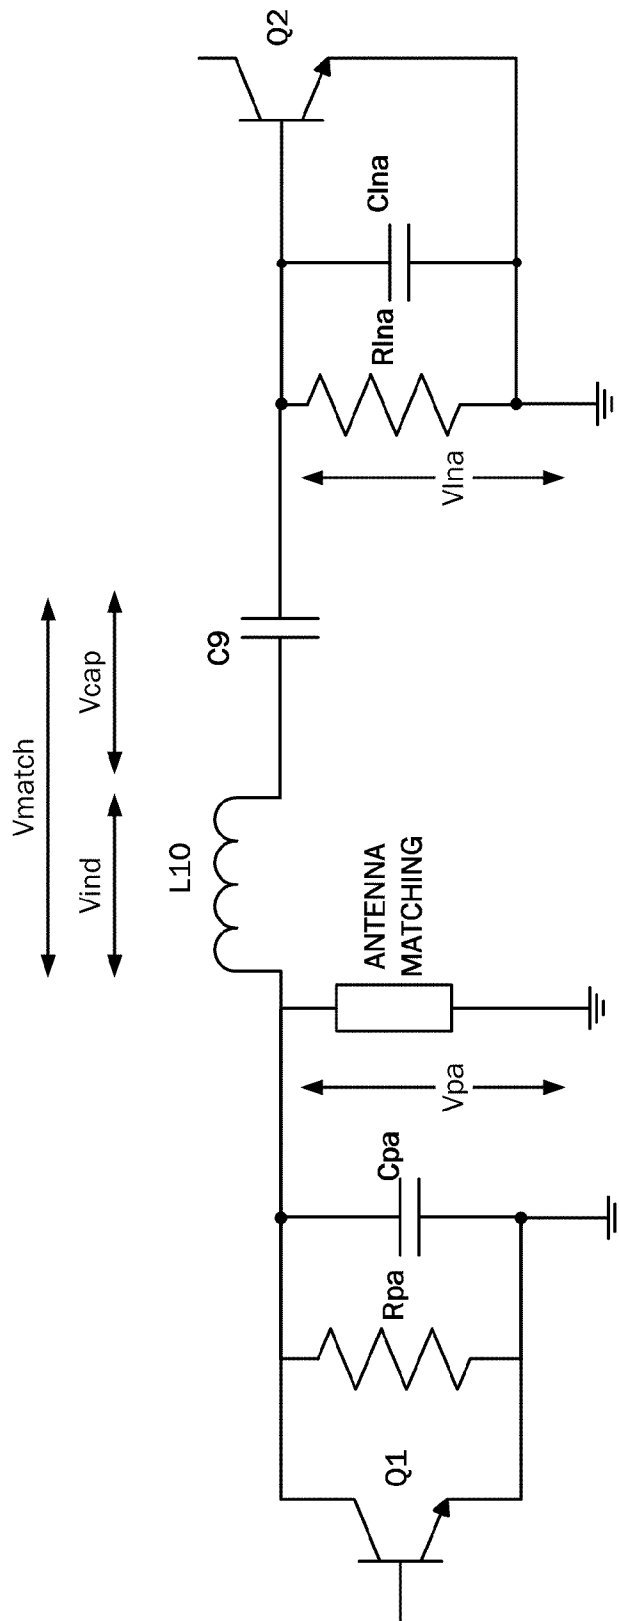 Vmatch
Vind
Vcap
L10
C9
Q2
Q1
Rpa
Cpa
Vpa
ANTENNA
MATCHING
Vlna
Rlna
Clna